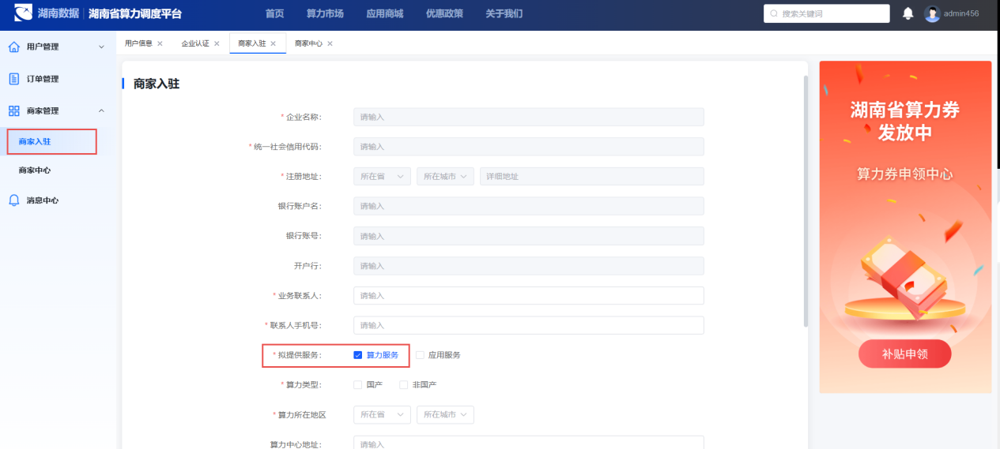 湖南数据 湖南省算力调度平台 首页 算力市场 应用商城 优惠政策 关于我们 搜索关键词 admin456
用户管理
订单管理
商家管理
商家入驻
商家中心
消息中心
用户信息 × 企业认证 × 商家入驻 × 商家中心 ×
商家入驻
* 企业名称: 请输入
* 统一社会信用代码: 请输入
* 注册地址: 所在省 所在城市 详细地址
银行账户名: 请输入
银行账号: 请输入
开户行: 请输入
* 业务联系人: 请输入
* 联系人手机号: 请输入
* 拟提供服务: 算力服务 应用服务
* 算力类型: 国产 非国产
* 算力所在地区 所在省 所在城市
算力中心地址: 请输入
湖南省算力券
发放中
算力券申领中心
补贴申领